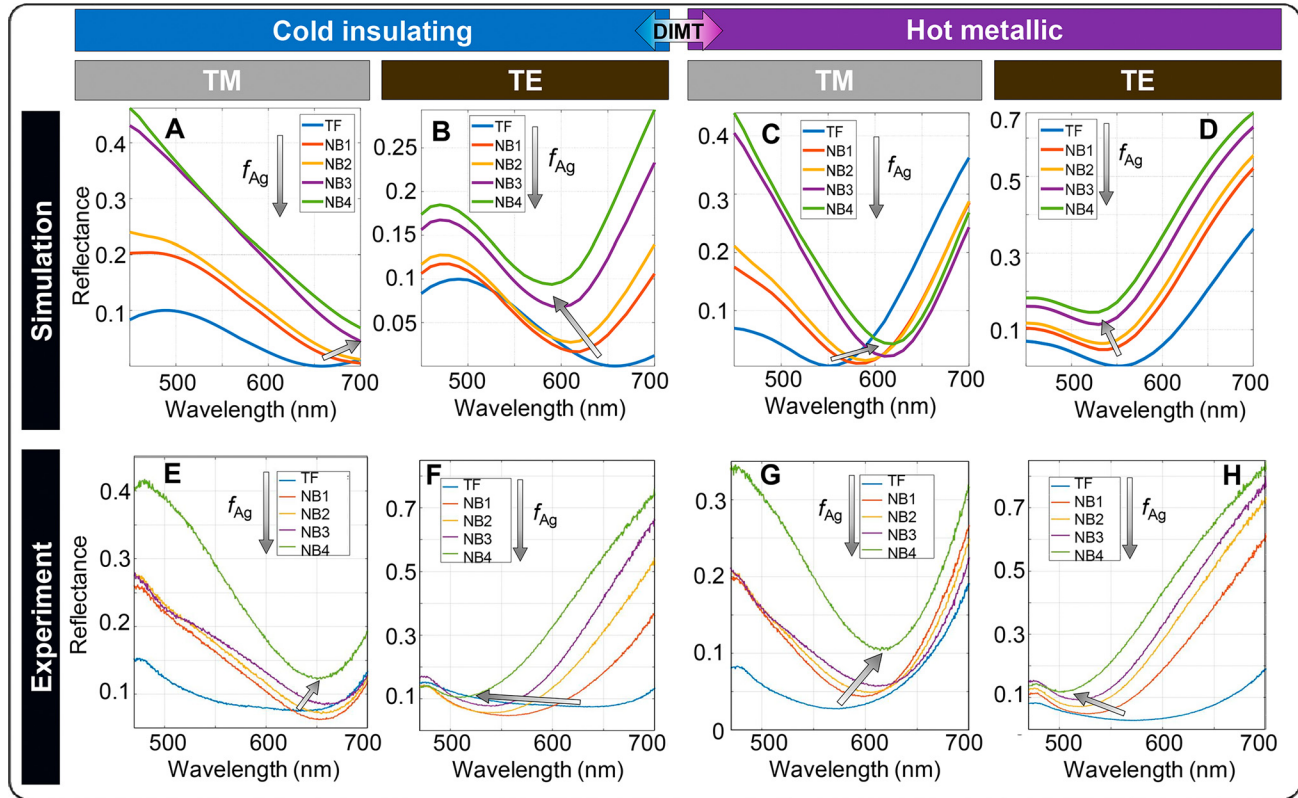 Cold insulating
DIMT
Hot metallic
TM
TE
TM
TE
Simulation
A
TF
NB1
NB2
NB3
NB4
fAg
0.4
0.3
0.2
0.1
Reflectance
500
600
700
Wavelength (nm)
B
TF
NB1
NB2
NB3
NB4
fAg
0.25
0.2
0.15
0.1
0.05
500
600
700
Wavelength (nm)
C
TF
NB1
NB2
NB3
NB4
fAg
0.4
0.3
0.2
0.1
500
600
700
Wavelength (nm)
D
TF
NB1
NB2
NB3
NB4
fAg
0.7
0.5
0.3
0.1
500
600
700
Wavelength (nm)
Experiment
E
TF
NB1
NB2
NB3
NB4
fAg
0.4
0.3
0.2
0.1
Reflectance
500
600
700
Wavelength (nm)
F
TF
NB1
NB2
NB3
NB4
fAg
0.7
0.5
0.3
0.1
500
600
700
Wavelength (nm)
G
TF
NB1
NB2
NB3
NB4
fAg
0.3
0.2
0.1
0
500
600
700
Wavelength (nm)
H
TF
NB1
NB2
NB3
NB4
fAg
0.7
0.5
0.3
0.1
500
600
700
Wavelength (nm)